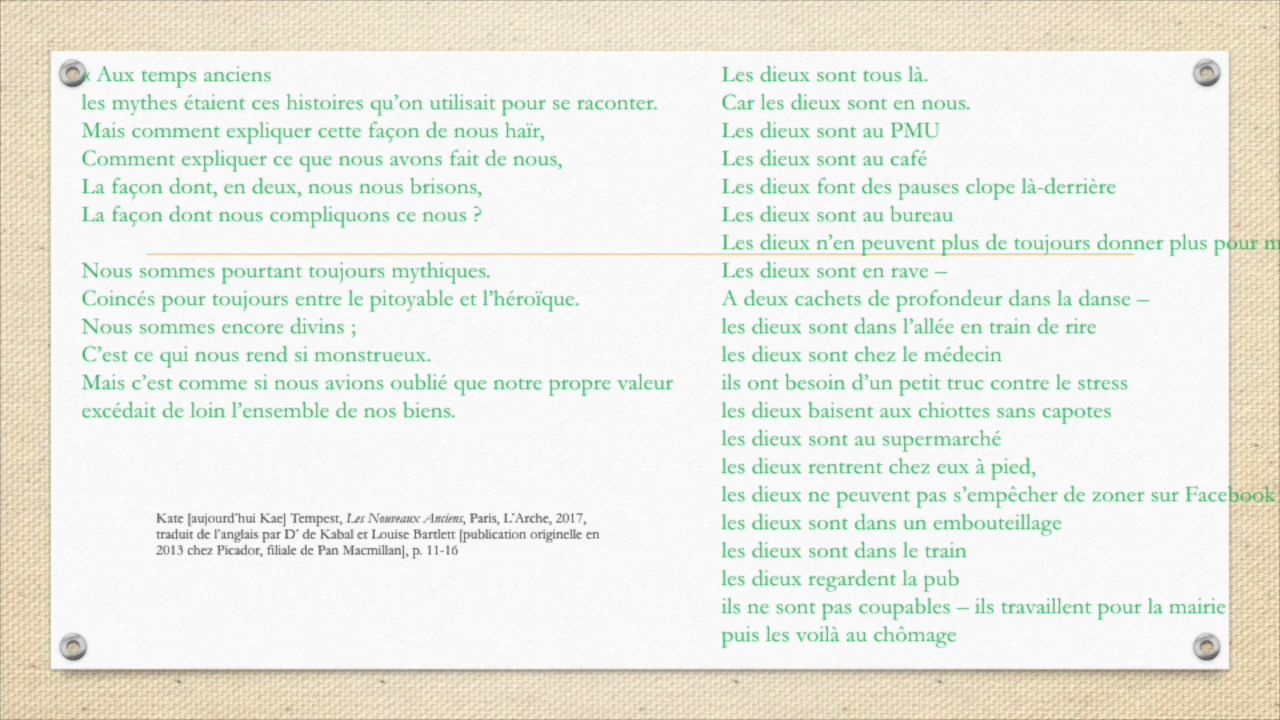 « Aux temps anciens
les mythes étaient ces histoires qu’on utilisait pour se raconter.
Mais comment expliquer cette façon de nous haïr,
Comment expliquer ce que nous avons fait de nous,
La façon dont, en deux, nous nous brisons,
La façon dont nous compliquons ce nous ?
Nous sommes pourtant toujours mythiques.
Coincés pour toujours entre le pitoyable et l’héroïque.
Nous sommes encore divins ;
C’est ce qui nous rend si monstrueux.
Mais c’est comme si nous avions oublié que notre propre valeur
excédait de loin l’ensemble de nos biens.
Kate [aujourd’hui Kae] Tempest, Les Nouveaux Anciens, Paris, L’Arche, 2017,
traduit de l’anglais par D’ de Kabal et Louise Bartlett [publication originelle en
2013 chez Picador, filiale de Pan Macmillan], p. 11-16
Les dieux sont tous là.
Car les dieux sont en nous.
Les dieux sont au PMU
Les dieux sont au café
Les dieux font des pauses clope là-derrière
Les dieux sont au bureau
Les dieux n’en peuvent plus de toujours donner plus pour
Les dieux sont en rave –
A deux cachets de profondeur dans la danse –
les dieux sont dans l’allée en train de rire
les dieux sont chez le médecin
ils ont besoin d’un petit truc contre le stress
les dieux baisent aux chiottes sans capotes
les dieux sont au supermarché
les dieux rentrent chez eux à pied,
les dieux ne peuvent pas s’empêcher de zoner sur Facebook
les dieux sont dans un embouteillage
les dieux sont dans le train
les dieux regardent la pub
ils ne sont pas coupables – ils travaillent pour la mairie
puis les voilà au chômage